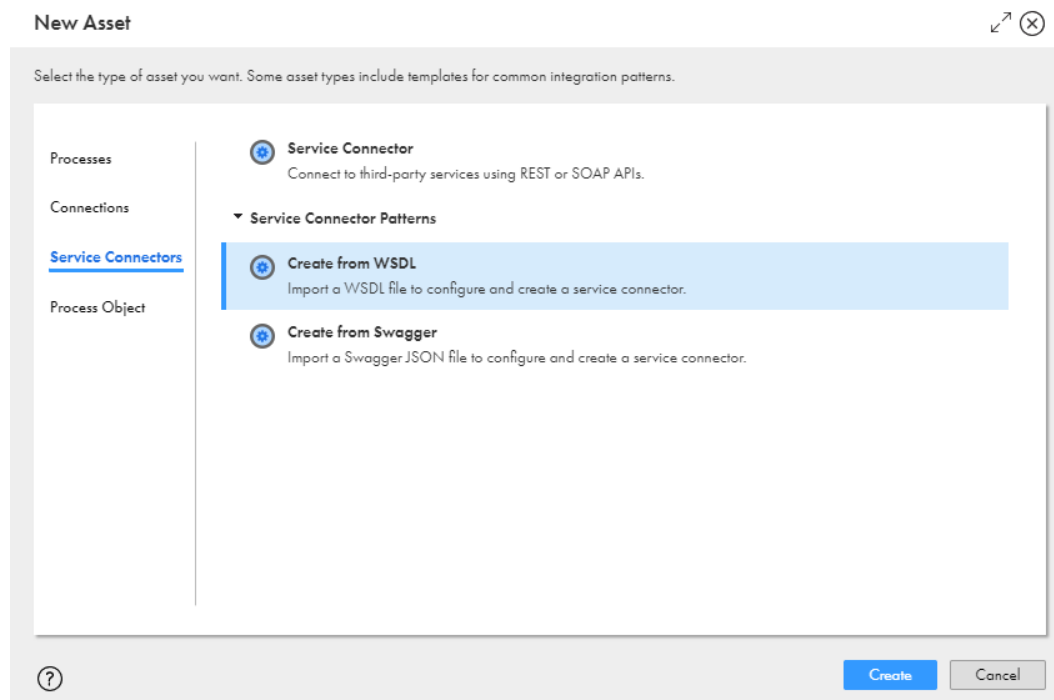 New Asset
Select the type of asset you want. Some asset types include templates for common integration patterns.
Processes
Connections
Service Connectors
Process Object
Service Connector
Connect to third-party services using REST or SOAP APIs.
Service Connector Patterns
Create from WSDL
Import a WSDL file to configure and create a service connector.
Create from Swagger
Import a Swagger JSON file to configure and create a service connector.
?
Create
Cancel